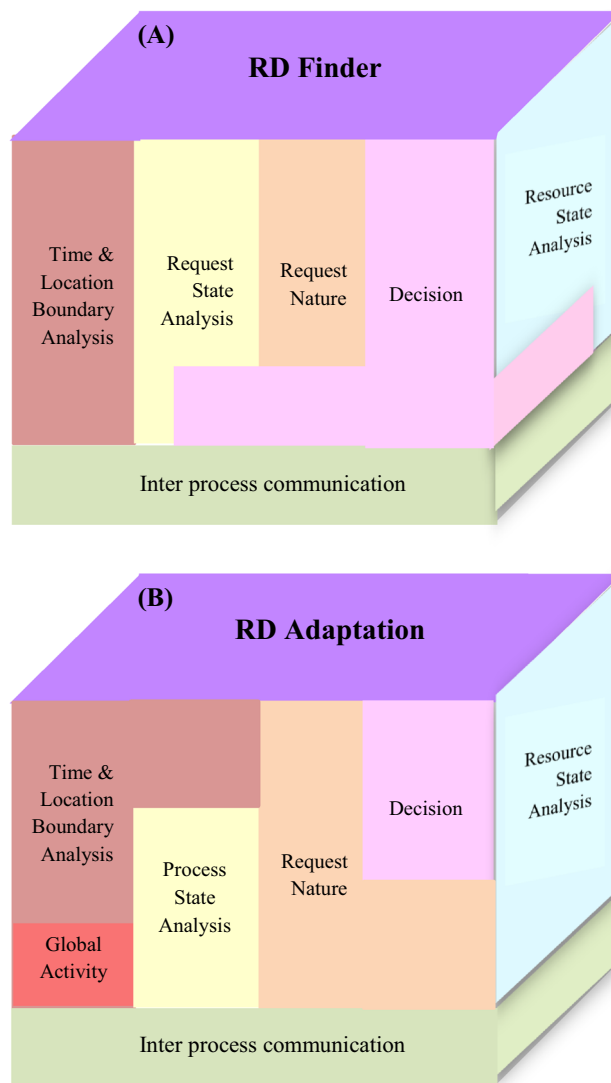 (A)
RD Finder
Time &
Location
Boundary
Analysis
Request
State
Analysis
Request
Nature
Decision
Resource
State
Analysis
Inter process communication
(B)
RD Adaptation
Time &
Location
Boundary
Analysis
Global
Activity
Process
State
Analysis
Request
Nature
Decision
Resource
State
Analysis
Inter process communication